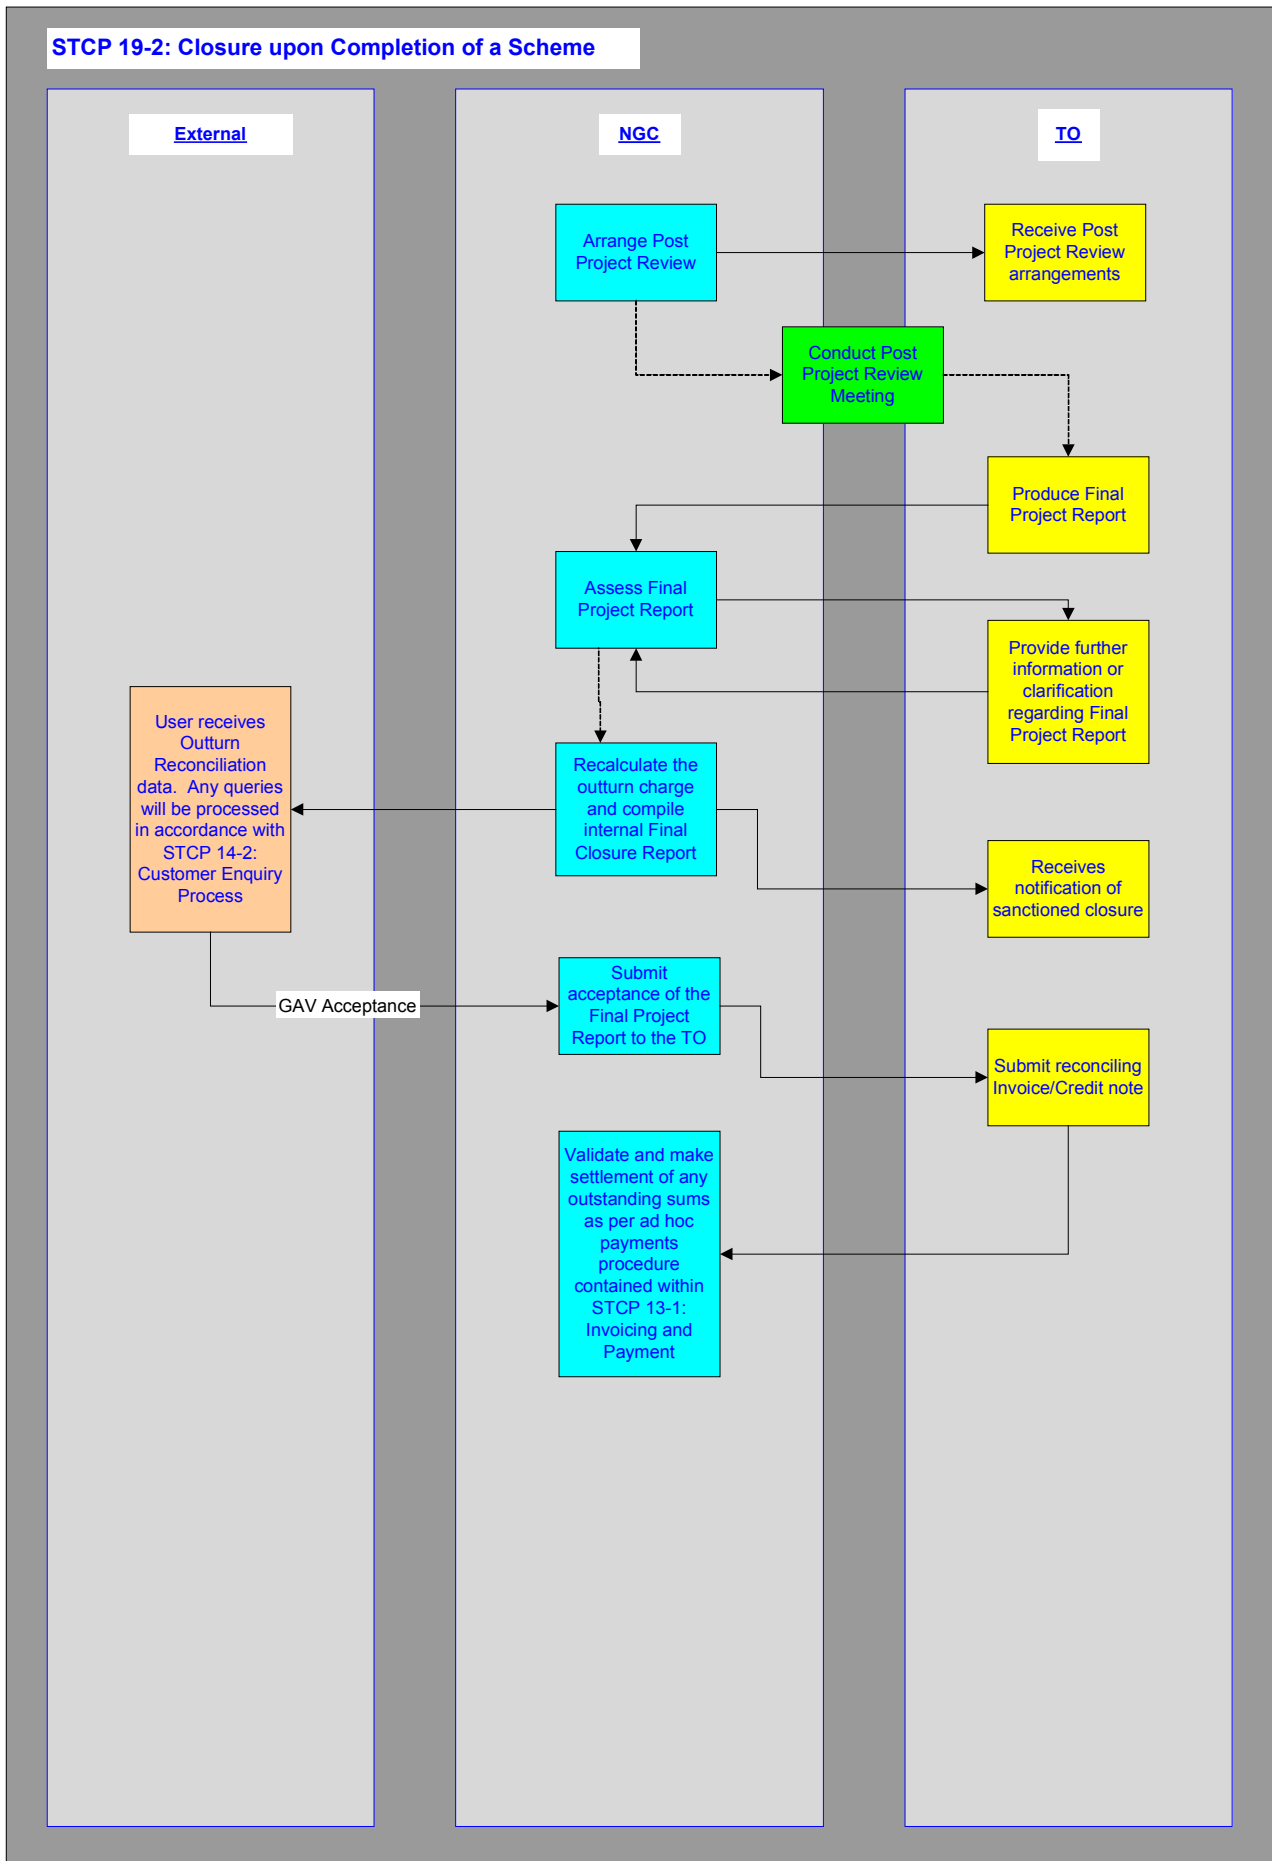 STCP 19-2: Closure upon Completion of a Scheme
External
NGC
TO
Arrange Post
Project Review
Receive Post
Project Review
arrangements
Conduct Post
Project Review
Meeting
Produce Final
Project Report
Assess Final
Project Report
Provide further
information or
clarification
regarding Final
Project Report
User receives
Outturn
Reconciliation
data.  Any queries
will be processed
in accordance with
STCP 14-2:
Customer Enquiry
Process
Recalculate the
outturn charge
and compile
internal Final
Closure Report
Receives
notification of
sanctioned closure
GAV Acceptance
Submit
acceptance of the
Final Project
Report to the TO
Submit reconciling
Invoice/Credit note
Validate and make
settlement of any
outstanding sums
as per ad hoc
payments
procedure
contained within
STCP 13-1:
Invoicing and
Payment